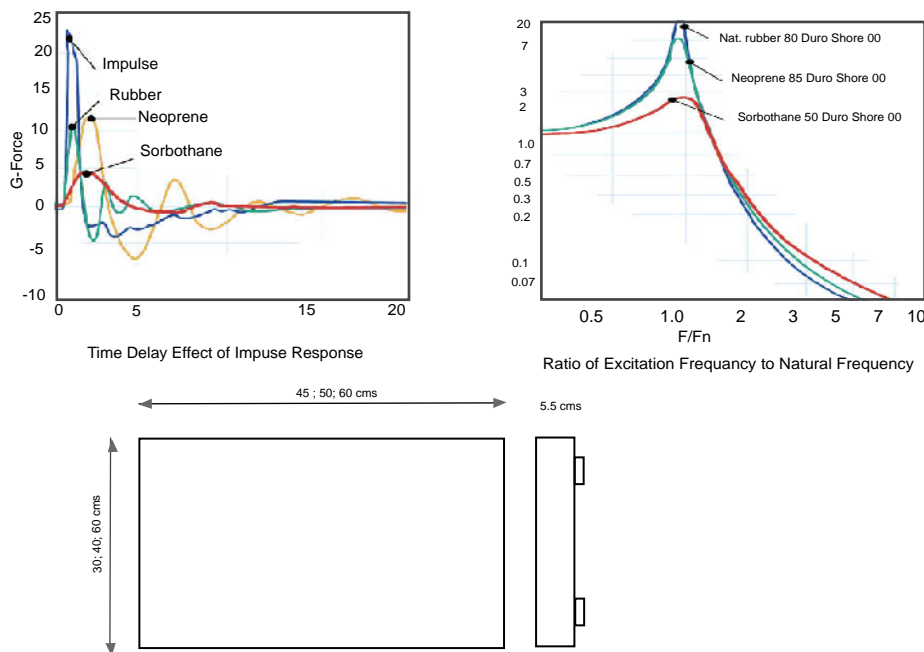 25
20
15
10
5
0
-5
-10
G-Force
Impulse
Rubber
Neoprene
Sorbothane
0 5 15 20
Time Delay Effect of Impuse Response
20
7
3
2
1.0
0.7
0.5
0.3
0.2
0.1
0.07
Nat. rubber 80 Duro Shore 00
Neoprene 85 Duro Shore 00
Sorbothane 50 Duro Shore 00
0.5 1.0 2 3 5 7 10
F/Fn
Ratio of Excitation Frequancy to Natural Frequency
45 ; 50; 60 cms
5.5 cms
30; 40; 60 cms